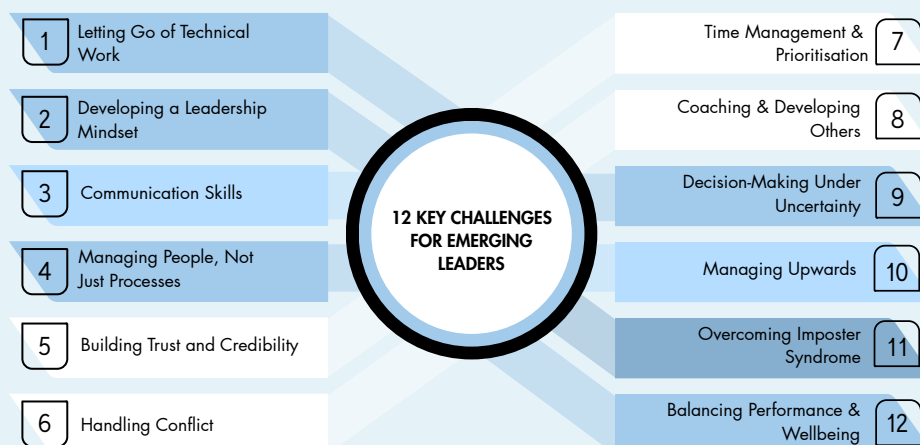 1
Letting Go of Technical
Work
2
Developing a Leadership
Mindset
3
Communication Skills
4
Managing People, Not
Just Processes
5
Building Trust and Credibility
6
Handling Conflict
12 KEY CHALLENGES
FOR EMERGING
LEADERS
Time Management &
Prioritisation
7
Coaching & Developing
Others
8
Decision-Making Under
Uncertainty
9
Managing Upwards
10
Overcoming Imposter
Syndrome
11
Balancing Performance &
Wellbeing
12